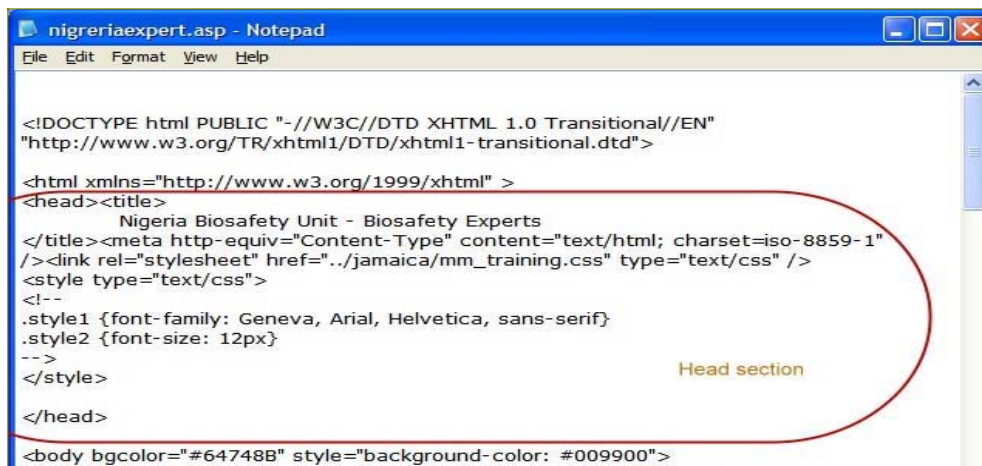 nigreriaexpert.asp - Notepad
File Edit Format View Help
<!DOCTYPE html PUBLIC "-//W3C//DTD XHTML 1.0 Transitional//EN"
"http://www.w3.org/TR/xhtml1/DTD/xhtml1-transitional.dtd">
<html xmlns="http://www.w3.org/1999/xhtml" >
<head><title>
Nigeria Biosafety Unit - Biosafety Experts
</title><meta http-equiv="Content-Type" content="text/html; charset=iso-8859-1"
/><link rel="stylesheet" href="../jamaica/mm_training.css" type="text/css" />
<style type="text/css">
<!--
.style1 {font-family: Geneva, Arial, Helvetica, sans-serif}
.style2 {font-size: 12px}
-->
</style>
Head section
</head>
<body bgcolor="#64748B" style="background-color: #009900">